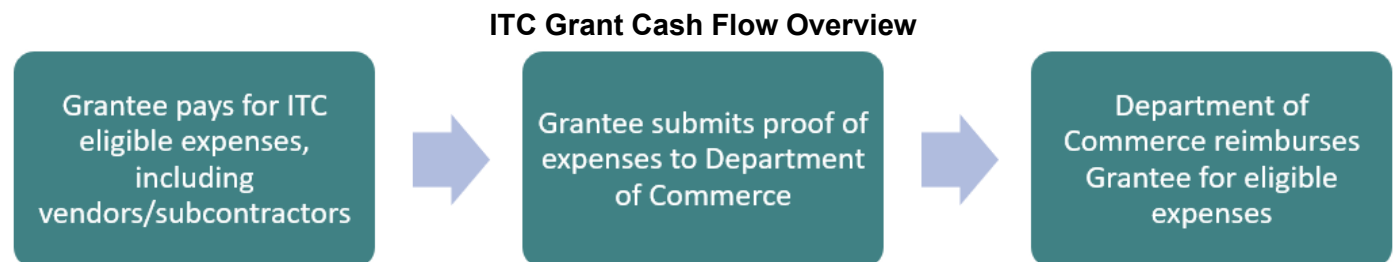 ITC Grant Cash Flow Overview
Grantee pays for ITC
eligible expenses,
including
vendors/subcontractors
Grantee submits proof of
expenses to Department
of Commerce
Department of
Commerce reimburses
Grantee for eligible
expenses